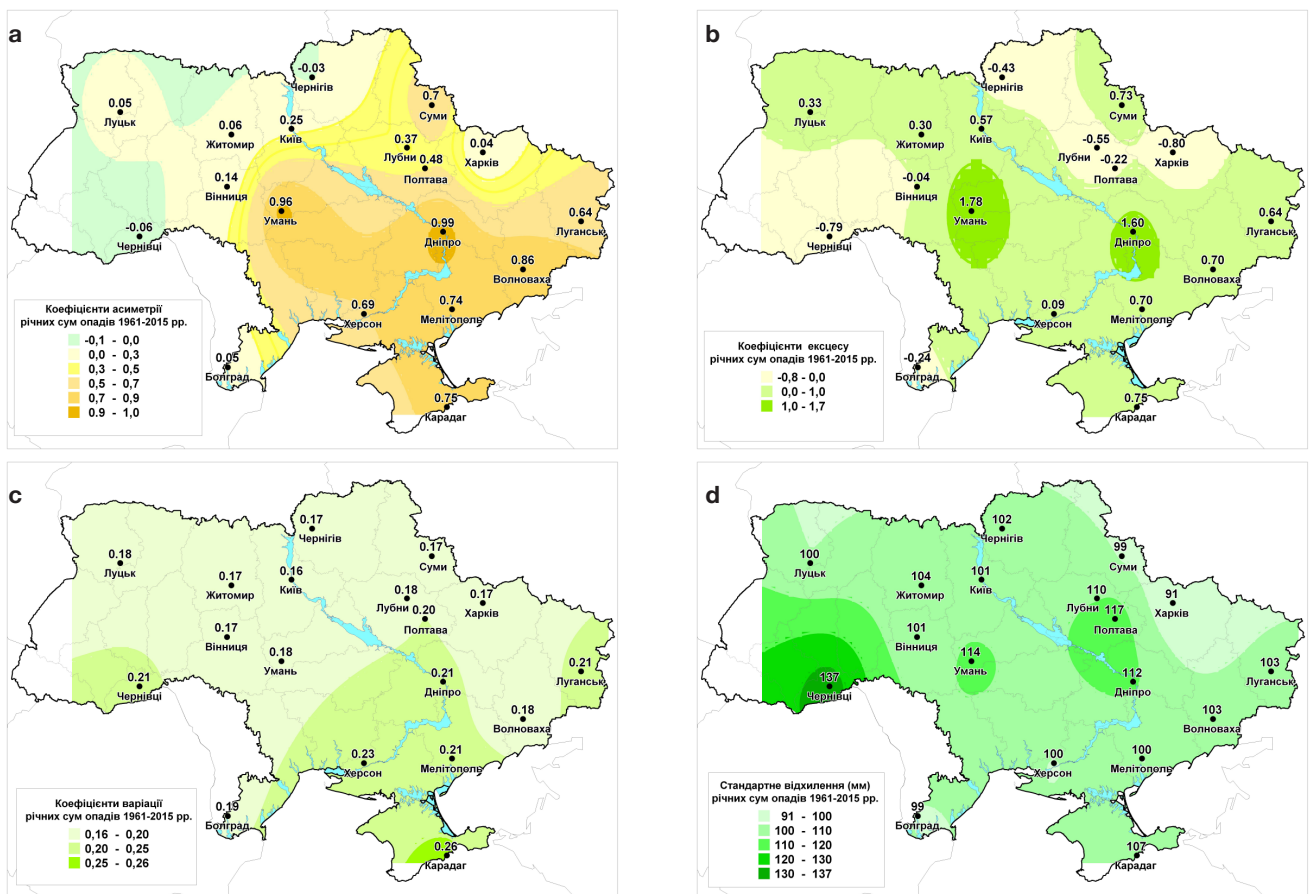 a
-0.03
Чернігів
0.05
Луцьк
0.06
Житомир
0.25
Київ
0.7
Суми
0.37
Лубни
0.48
Полтава
0.04
Харків
0.14
Вінниця
0.96
Умань
-0.06
Чернівці
0.99
Дніпро
0.64
Луганськ
0.86
Волноваха
0.69
Херсон
0.74
Мелітополь
0.05
Болград
0.75
Карадаг
Коефіцієнти асиметрії
річних сум опадів 1961-2015 рр.
-0,1 - 0,0
0,0 - 0,3
0,3 - 0,5
0,5 - 0,7
0,7 - 0,9
0.9 - 1,0
b
-0.43
Чернігів
0.33
Луцьк
0.30
Житомир
0.57
Київ
0.73
Суми
-0.55
Лубни
-0.22
Полтава
-0.80
Харків
-0.04
Вінниця
1.78
Умань
-0.79
Чернівці
1.60
Дніпро
0.64
Луганськ
0.70
Волноваха
0.09
Херсон
0.70
Мелітополь
-0.24
Болград
0.75
Карадаг
Коефіцієнти ексцесу
річних сум опадів 1961-2015 рр.
-0,8 - 0,0
0,0 - 1,0
1,0 - 1,7
c
0.17
Чернігів
0.18
Луцьк
0.17
Житомир
0.16
Київ
0.17
Суми
0.18
Лубни
0.20
Полтава
0.17
Харків
0.17
Вінниця
0.18
Умань
0.21
Чернівці
0.21
Дніпро
0.21
Луганськ
0.18
Волноваха
0.23
Херсон
0.21
Мелітополь
0.19
Болград
0.26
Карадаг
Коефіцієнти варіації
річних сум опадів 1961-2015 рр.
0,16 - 0,20
0,20 - 0,25
0,25 - 0,26
d
102
Чернігів
100
Луцьк
104
Житомир
101
Київ
99
Суми
110
Лубни
117
Полтава
91
Харків
101
Вінниця
114
Умань
137
Чернівці
112
Дніпро
103
Луганськ
103
Волноваха
100
Херсон
100
Мелітополь
99
Болград
107
Карадаг
Стандартне відхилення (мм)
річних сум опадів 1961-2015 рр.
91 - 100
100 - 110
110 - 120
120 - 130
130 - 137